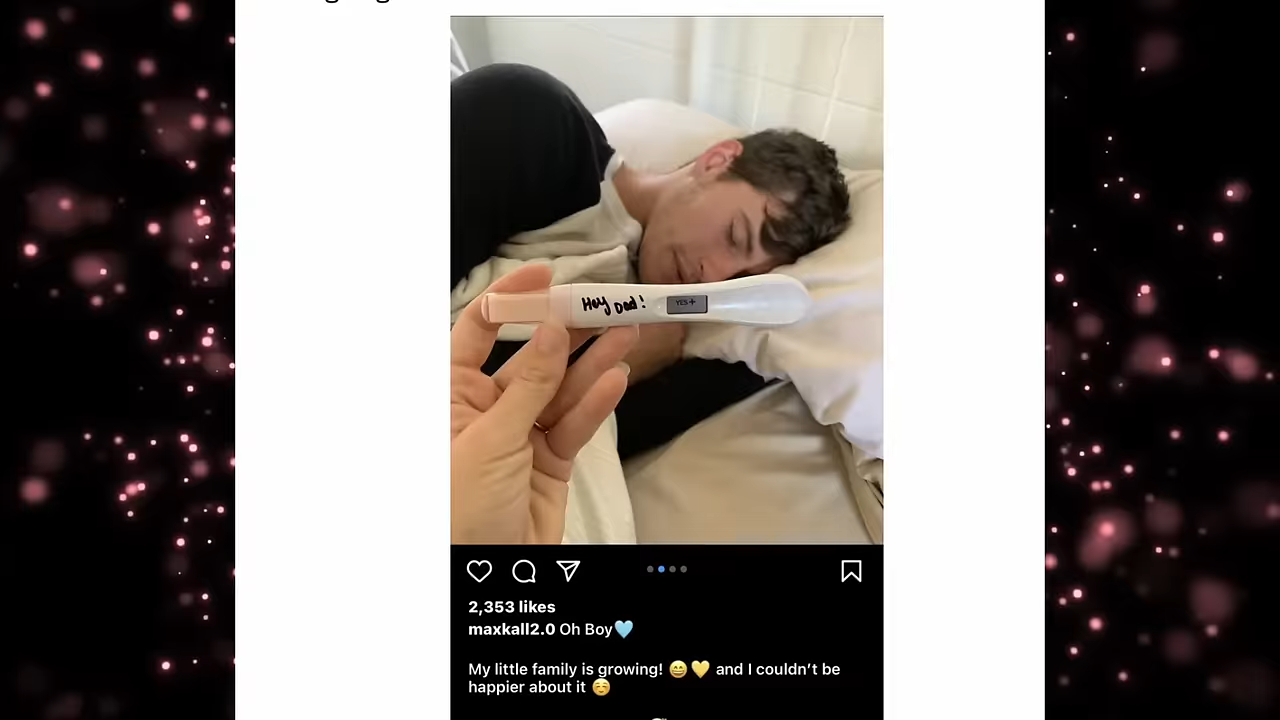 Hey Dad!
YES+
2,353 likes
maxkall2.0 Oh Boy🩵
My little family is growing! 😄💛 and I couldn't be
happier about it ☺️